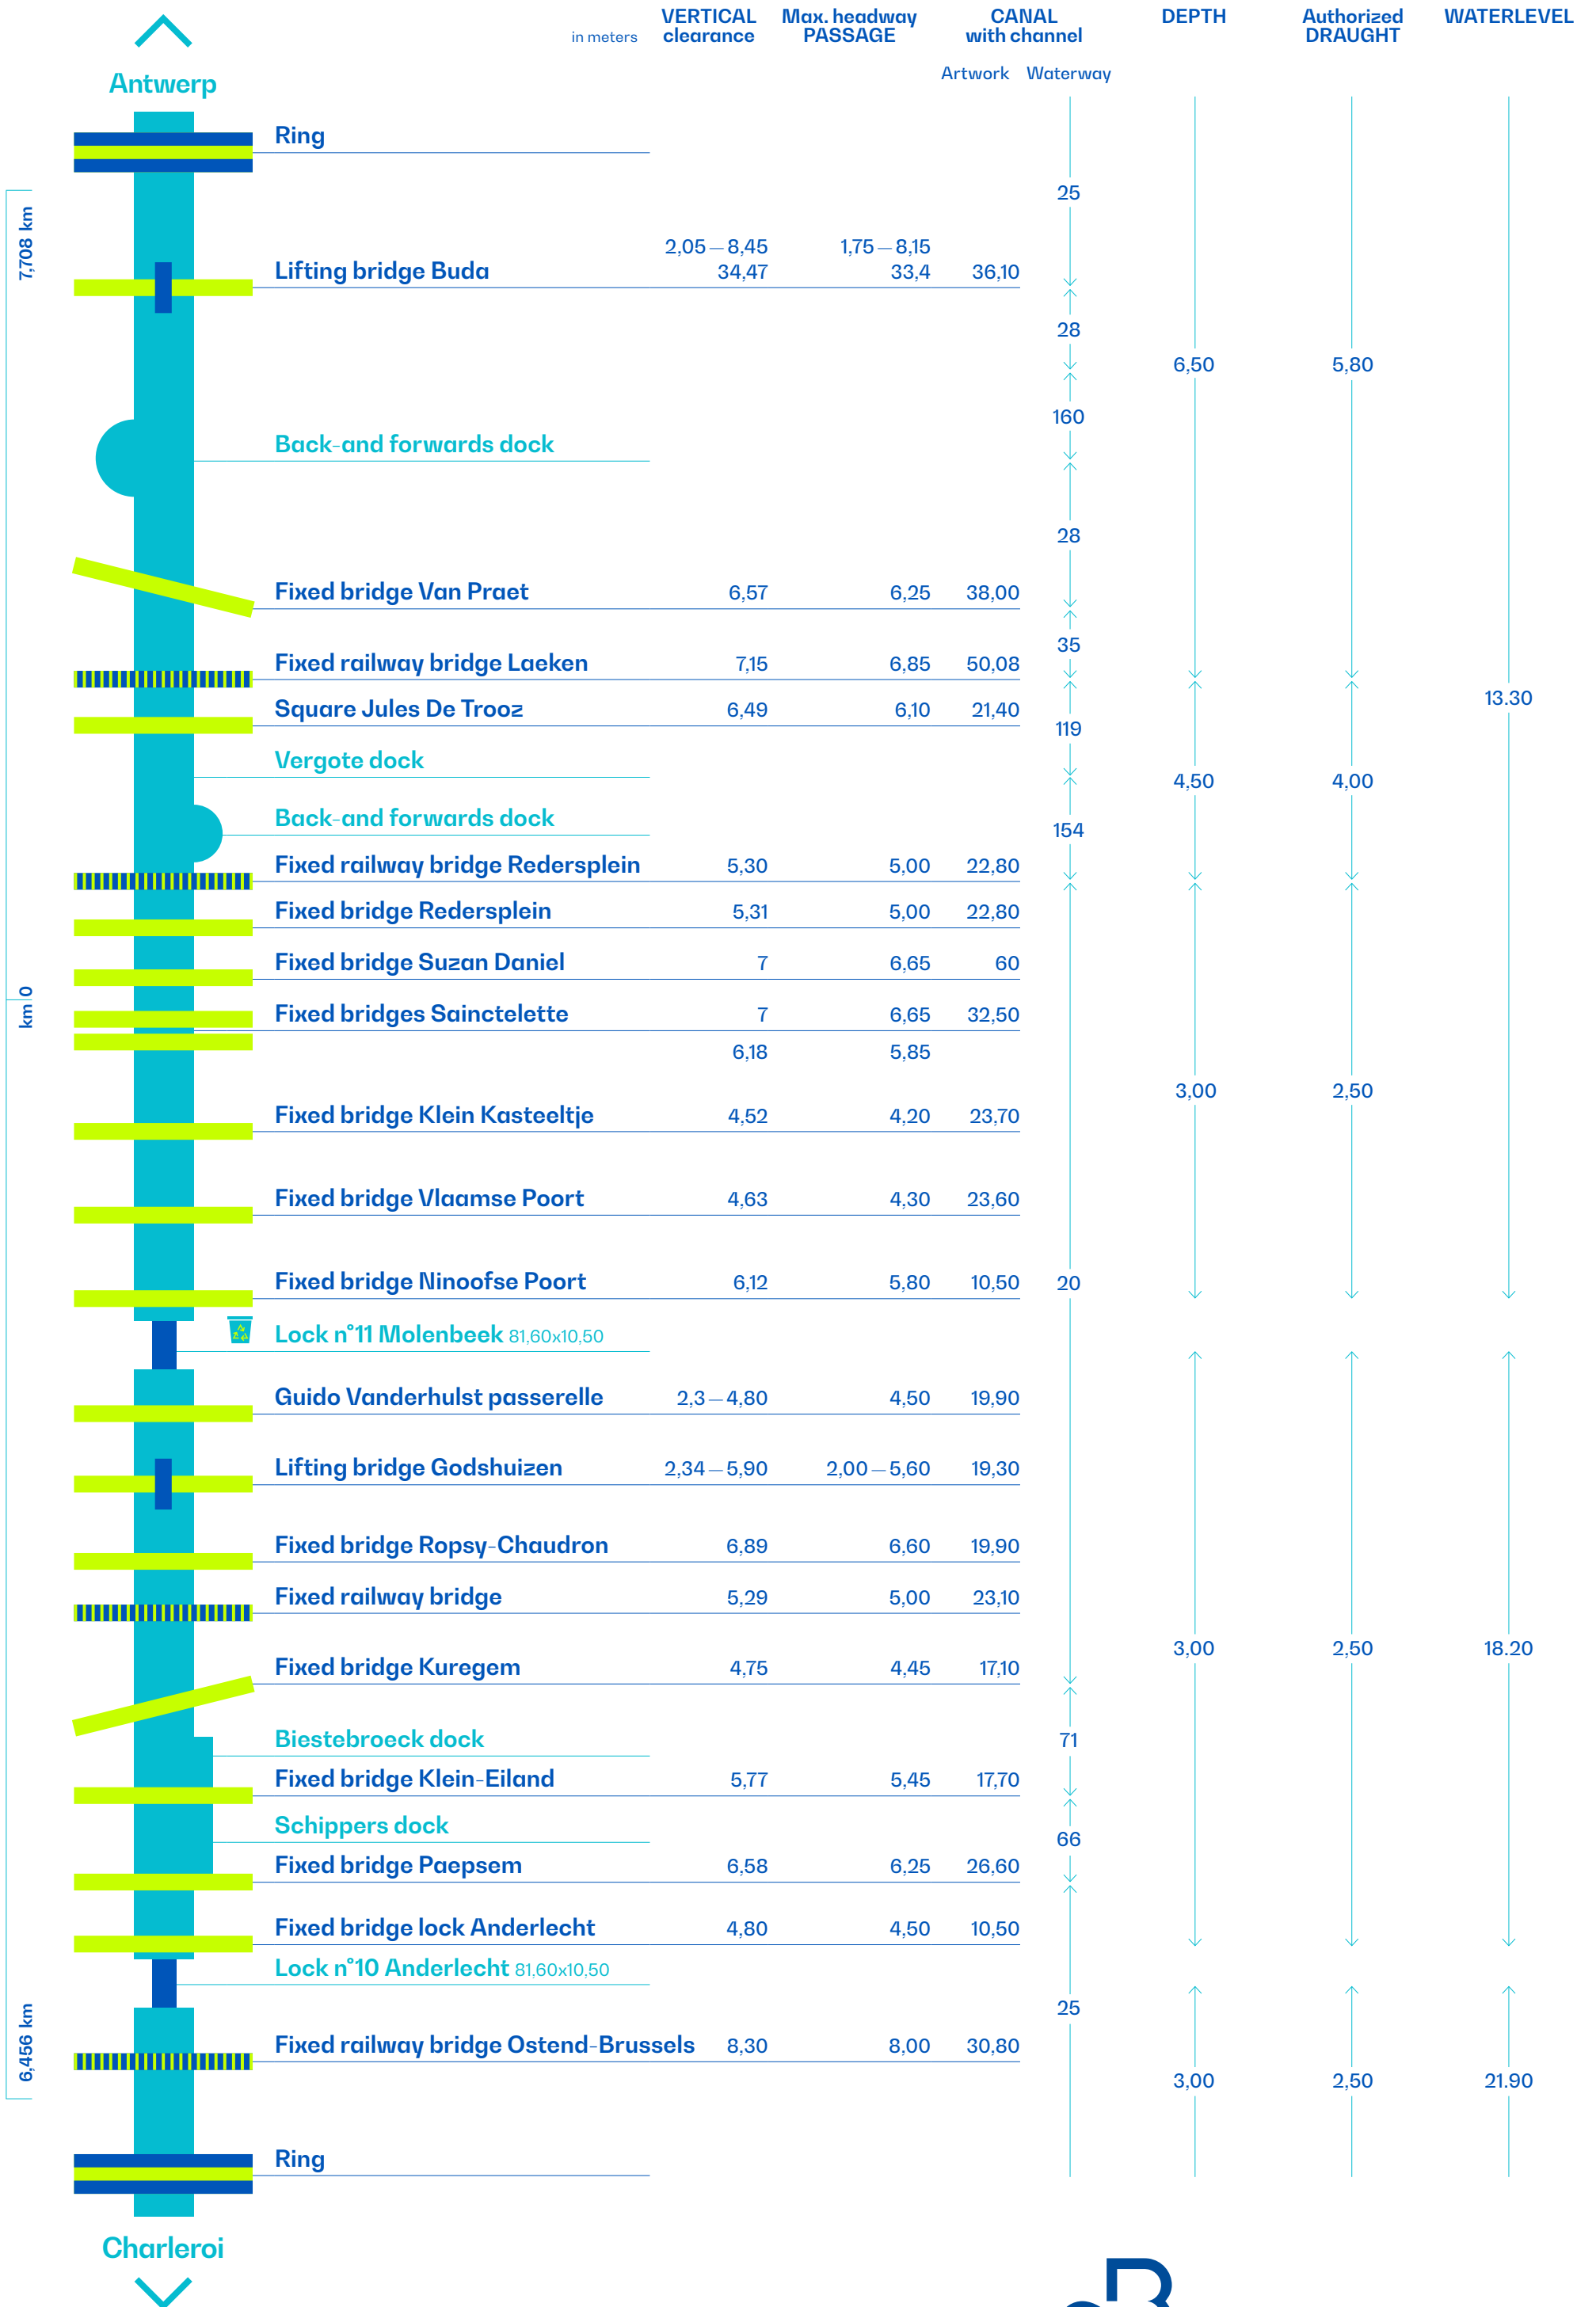 VERTICAL clearance
Max. headway PASSAGE
CANAL with channel
DEPTH
Authorized DRAUGHT
WATERLEVEL
in meters
Artwork Waterway
Antwerp
Ring
25
7,708 km
2,05 – 8,45 1,75 – 8,15
Lifting bridge Buda 34,47 33,4 36,10
28
6,50 5,80
160
Back-and forwards dock
28
Fixed bridge Van Praet 6,57 6,25 38,00
35
Fixed railway bridge Laeken 7,15 6,85 50,08
13.30
Square Jules De Trooz 6,49 6,10 21,40
119
Vergote dock
4,50 4,00
Back-and forwards dock
154
Fixed railway bridge Redersplein 5,30 5,00 22,80
Fixed bridge Redersplein 5,31 5,00 22,80
Fixed bridge Suzan Daniel 7 6,65 60
km 0
Fixed bridges Sainctelette 7 6,65 32,50
6,18 5,85
3,00 2,50
Fixed bridge Klein Kasteeltje 4,52 4,20 23,70
Fixed bridge Vlaamse Poort 4,63 4,30 23,60
Fixed bridge Ninoofse Poort 6,12 5,80 10,50 20
Lock n°11 Molenbeek 81,60x10,50
Guido Vanderhulst passerelle 2,3 – 4,80 4,50 19,90
Lifting bridge Godshuizen 2,34 – 5,90 2,00 – 5,60 19,30
Fixed bridge Ropsy-Chaudron 6,89 6,60 19,90
Fixed railway bridge 5,29 5,00 23,10
3,00 2,50 18.20
Fixed bridge Kuregem 4,75 4,45 17,10
Biestebroeck dock 71
Fixed bridge Klein-Eiland 5,77 5,45 17,70
Schippers dock
66
Fixed bridge Paepsem 6,58 6,25 26,60
Fixed bridge lock Anderlecht 4,80 4,50 10,50
Lock n°10 Anderlecht 81,60x10,50
25
6,456 km
Fixed railway bridge Ostend-Brussels 8,30 8,00 30,80
3,00 2,50 21.90
Ring
Charleroi